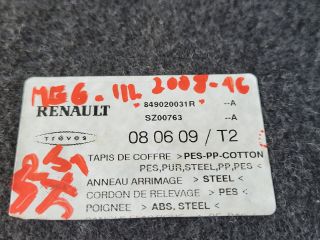 MEG. III 2008-16
RENAULT
849020031R --A
SZ00763 --A
Trèves
08 06 09 / T2
TAPIS DE COFFRE >PES-PP-COTTON
PES,PUR,STEEL,PP,PES<
ANNEAU ARRIMAGE > STEEL <
CORDON DE RELEVAGE > PES <
POIGNEE > ABS, STEEL <